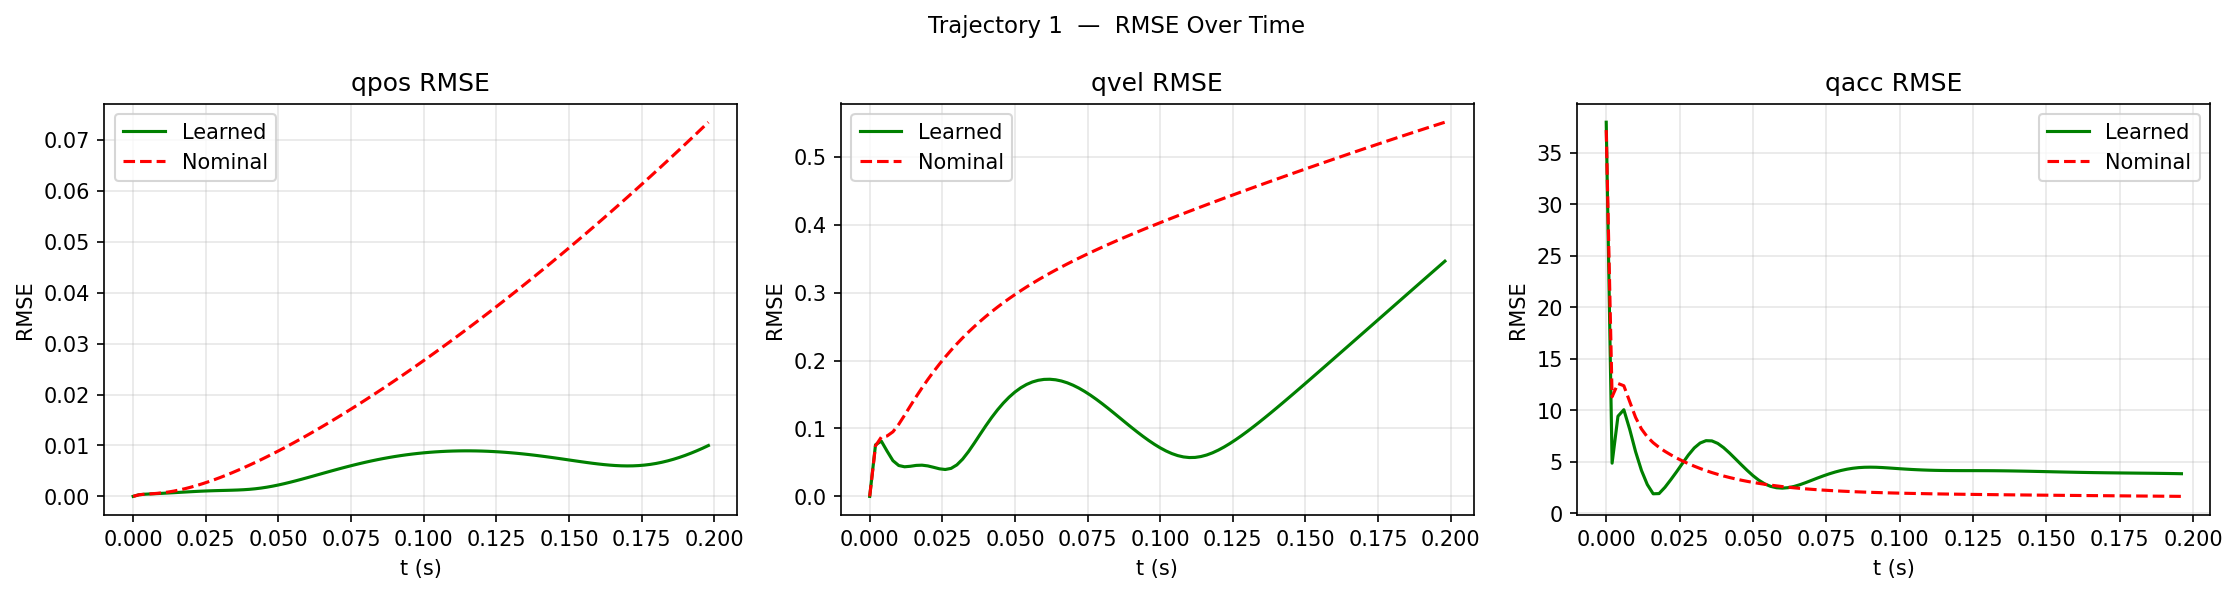 Trajectory 1 — RMSE Over Time
qpos RMSE
Learned
Nominal
0.07
0.06
0.05
0.04
0.03
0.02
0.01
0.00
RMSE
0.000 0.025 0.050 0.075 0.100 0.125 0.150 0.175 0.200
t (s)
qvel RMSE
Learned
Nominal
0.5
0.4
0.3
0.2
0.1
0.0
RMSE
0.000 0.025 0.050 0.075 0.100 0.125 0.150 0.175 0.200
t (s)
qacc RMSE
Learned
Nominal
35
30
25
20
15
10
5
0
RMSE
0.000 0.025 0.050 0.075 0.100 0.125 0.150 0.175 0.200
t (s)